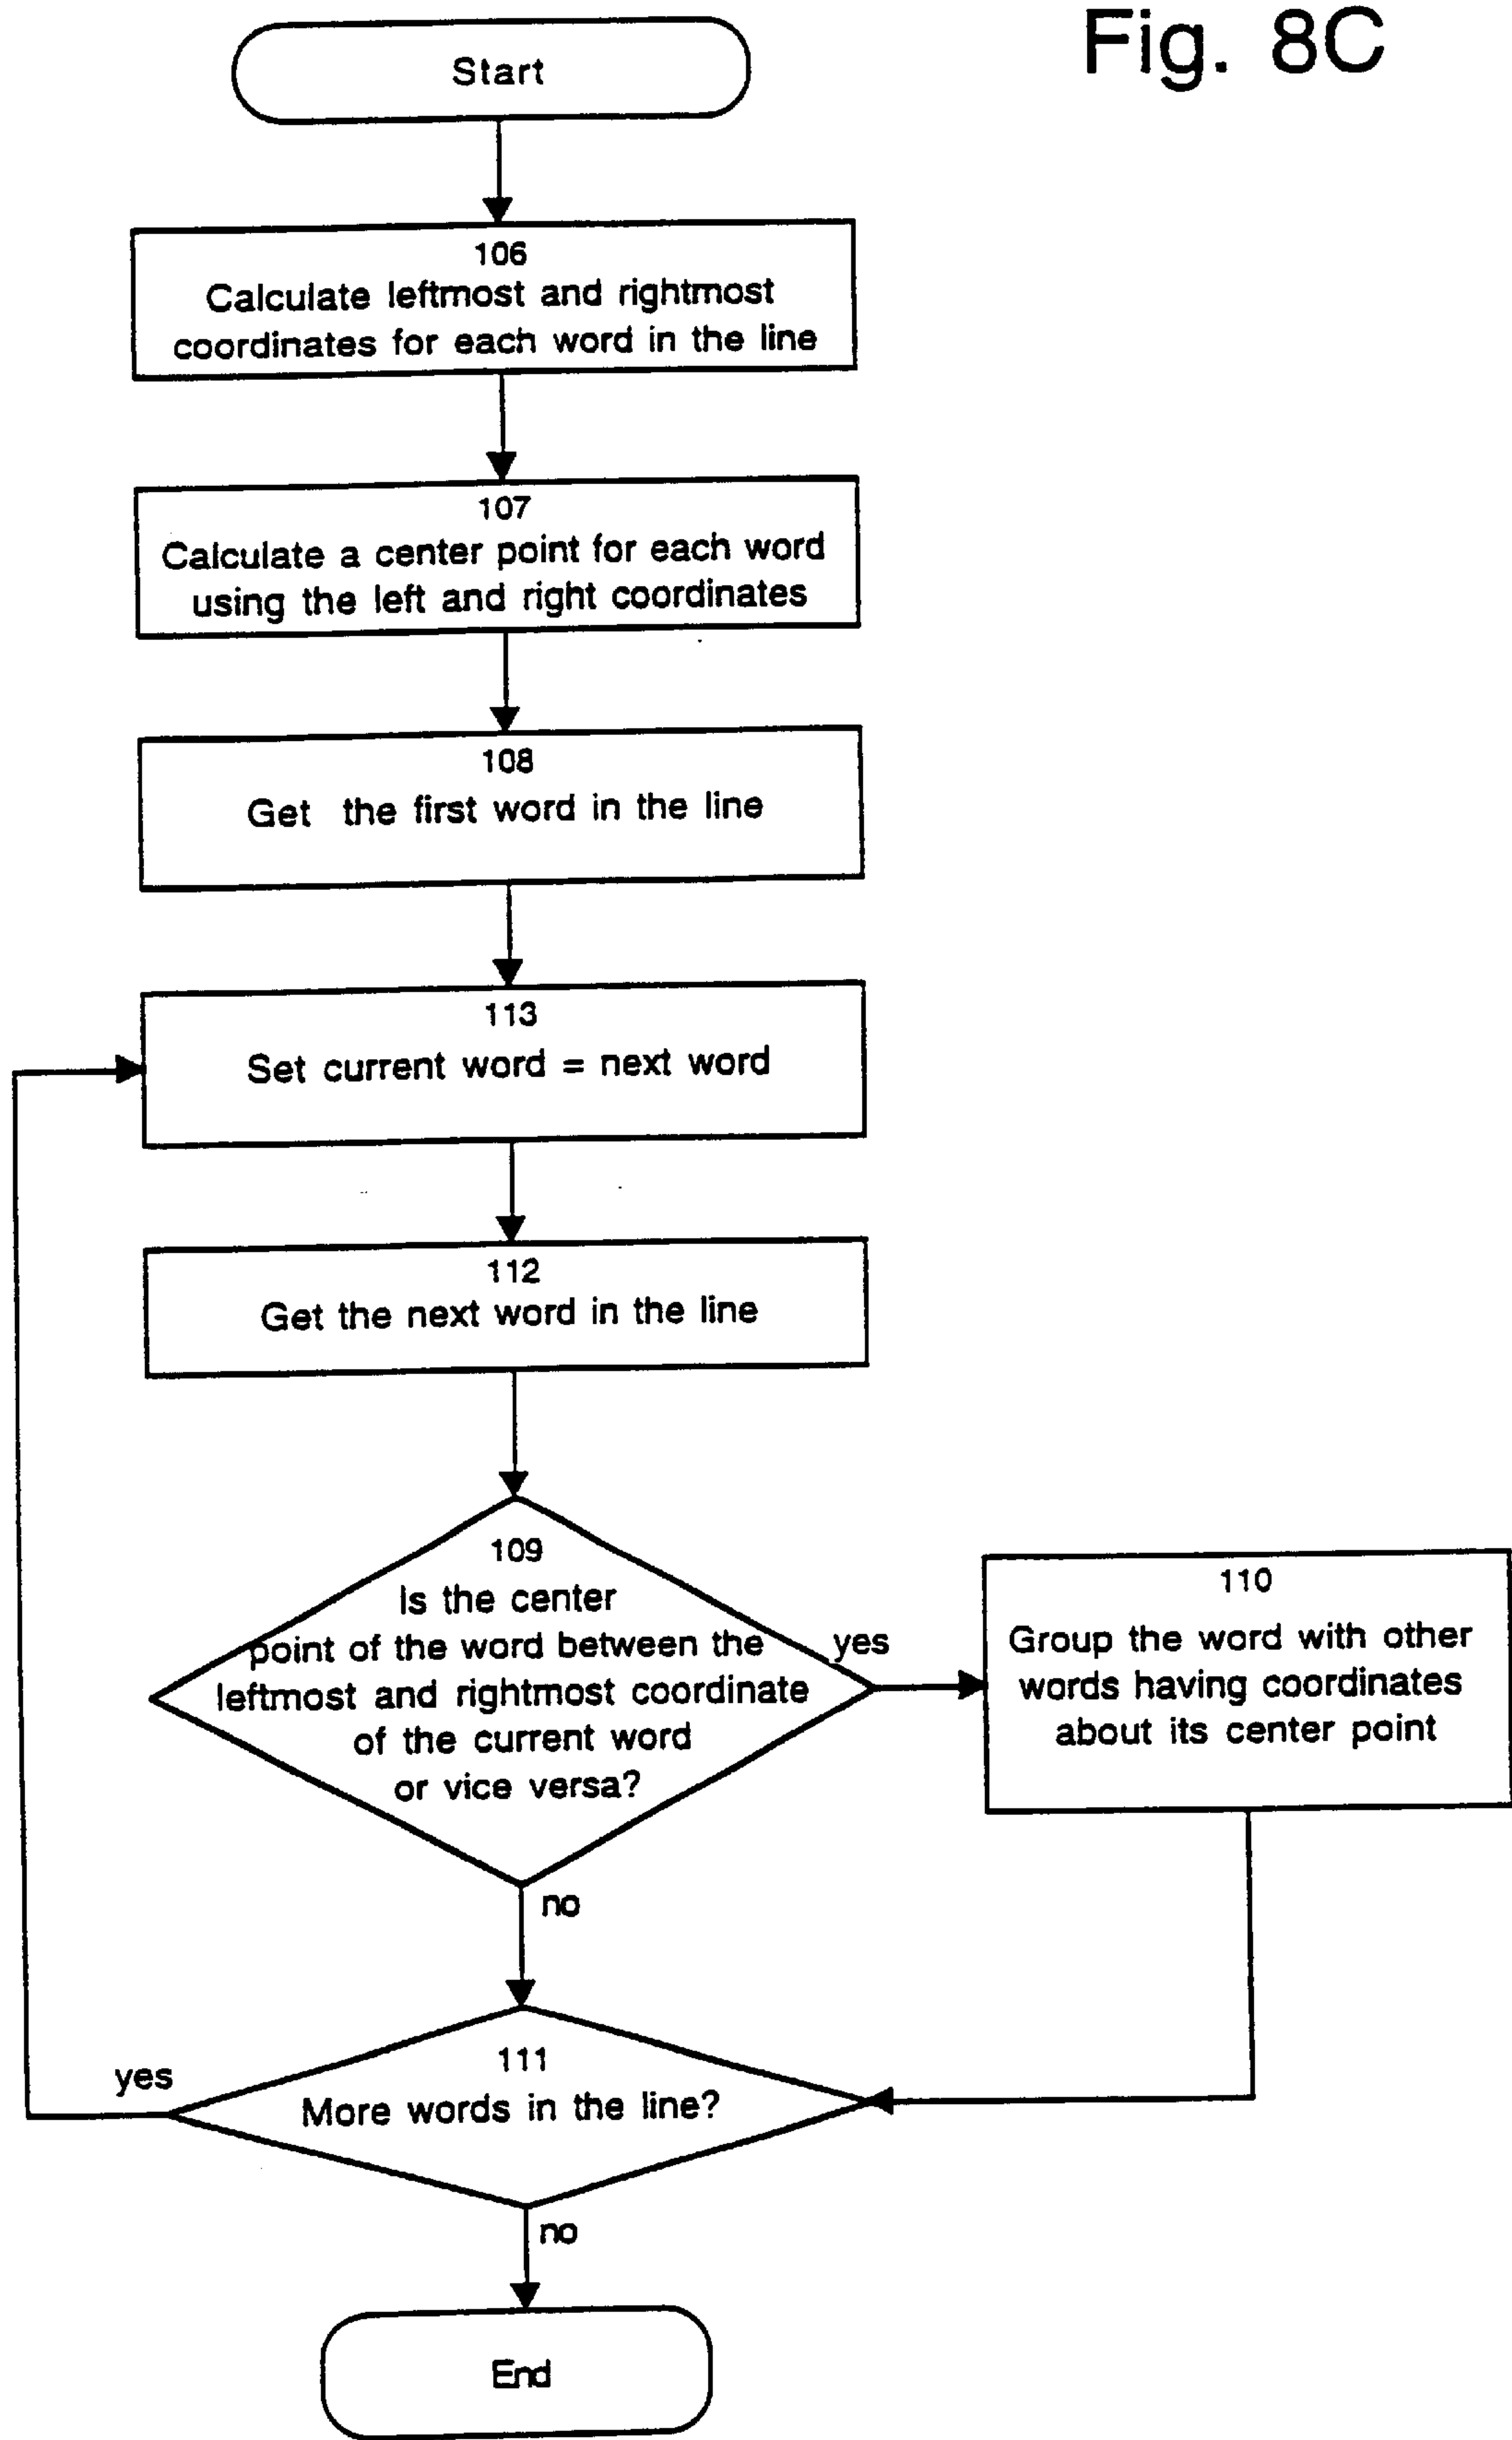 Fig. 8C
Start
106
Calculate leftmost and rightmost
coordinates for each word in the line
107
Calculate a center point for each word
using the left and right coordinates
108
Get the first word in the line
113
Set current word = next word
112
Get the next word in the line
109
Is the center
point of the word between the
leftmost and rightmost coordinate
of the current word
or vice versa?
yes
110
Group the word with other
words having coordinates
about its center point
no
111
More words in the line?
yes
no
End